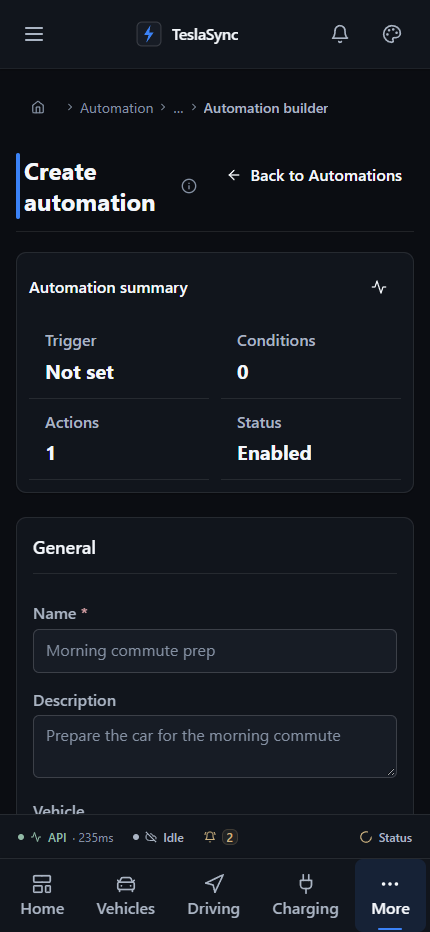 TeslaSync
Automation ... Automation builder
Create
automation
Back to Automations
Automation summary
Trigger
Not set
Conditions
0
Actions
1
Status
Enabled
General
Name *
Morning commute prep
Description
Prepare the car for the morning commute
Vehicle
API · 235ms Idle 2 Status
Home Vehicles Driving Charging More